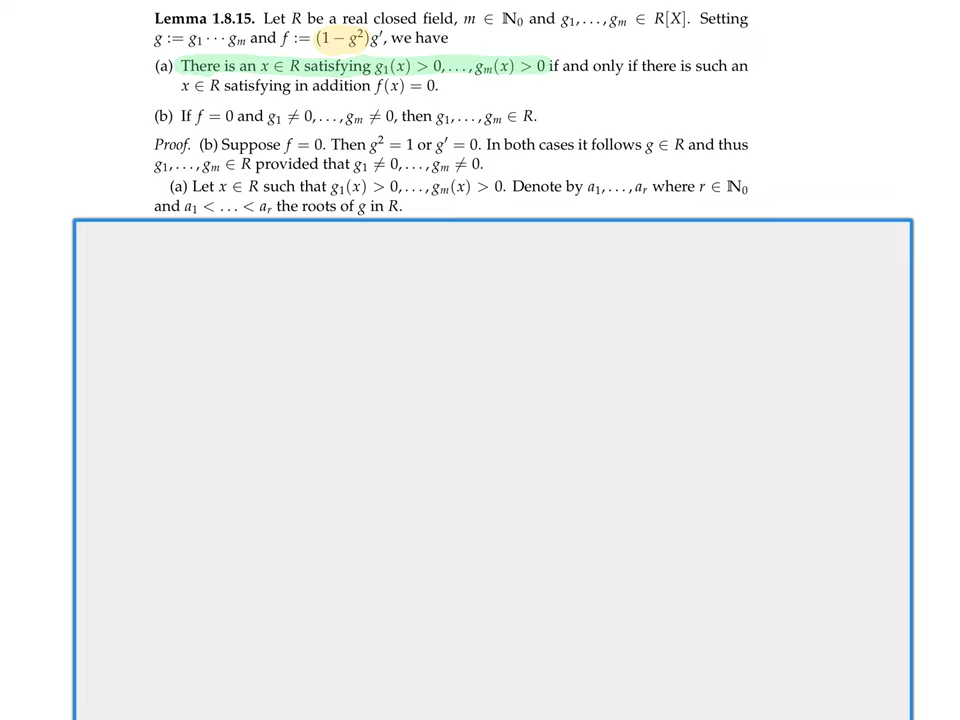 Lemma 1.8.15. Let R be a real closed field, m ∈ ℕ₀ and g₁, . . . , gₘ ∈ R[X]. Setting
g := g₁ · · · gₘ and f := (1 − g²)g′, we have
(a) There is an x ∈ R satisfying g₁(x) > 0, . . . , gₘ(x) > 0 if and only if there is such an
x ∈ R satisfying in addition f(x) = 0.
(b) If f = 0 and g₁ ≠ 0, . . . , gₘ ≠ 0, then g₁, . . . , gₘ ∈ R.
Proof. (b) Suppose f = 0. Then g² = 1 or g′ = 0. In both cases it follows g ∈ R and thus
g₁, . . . , gₘ ∈ R provided that g₁ ≠ 0, . . . , gₘ ≠ 0.
(a) Let x ∈ R such that g₁(x) > 0, . . . , gₘ(x) > 0. Denote by a₁, . . . , aᵣ where r ∈ ℕ₀
and a₁ < . . . < aᵣ the roots of g in R.